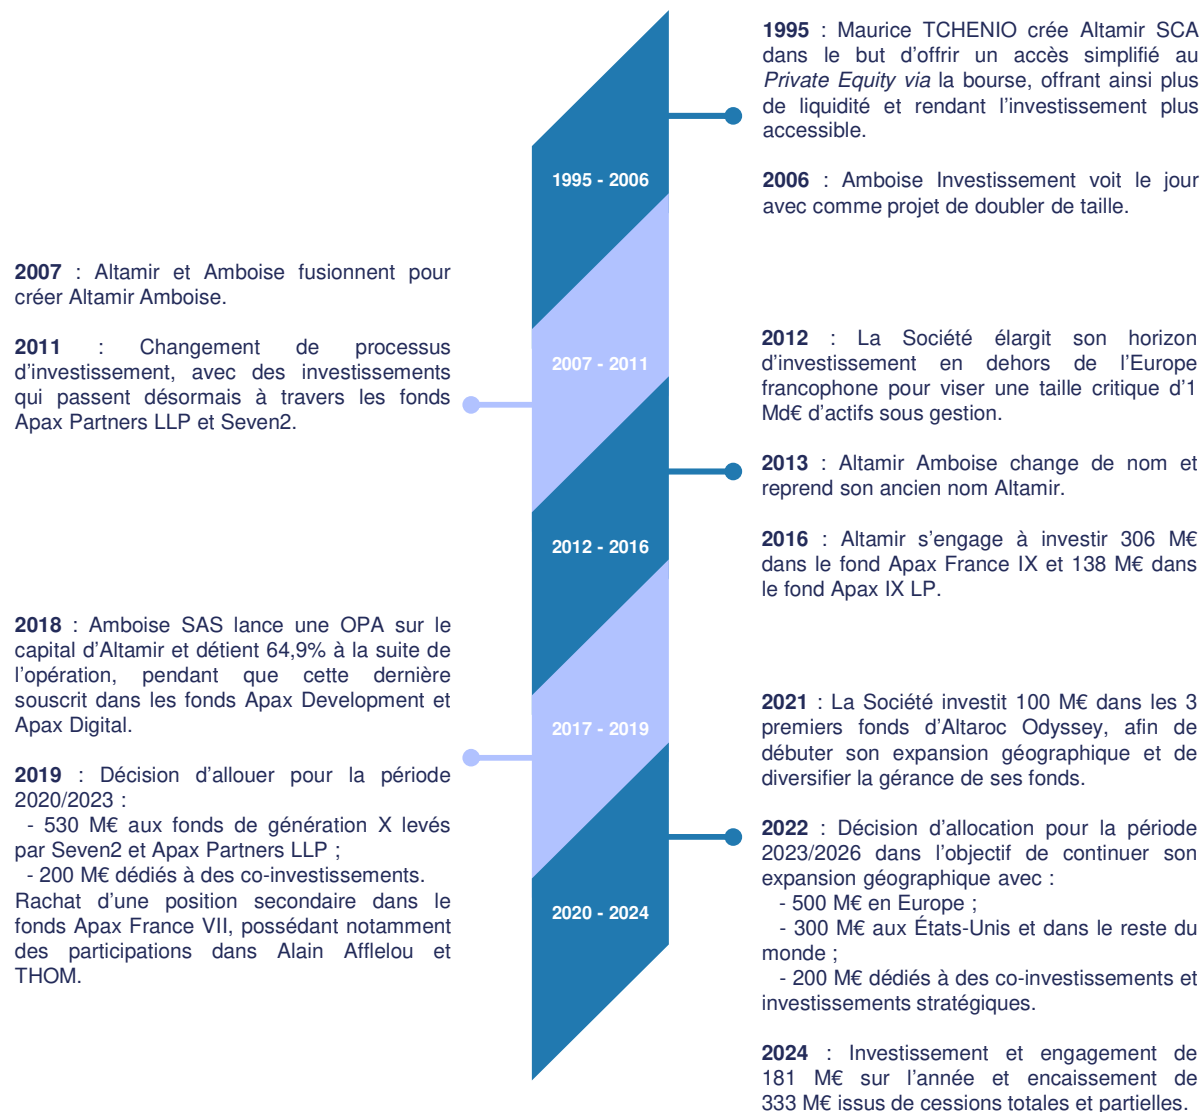 1995 : Maurice TCHENIO crée Altamir SCA
dans le but d'offrir un accès simplifié au
Private Equity via la bourse, offrant ainsi plus
de liquidité et rendant l'investissement plus
accessible.
1995 - 2006
2006 : Amboise Investissement voit le jour
avec comme projet de doubler de taille.
2007 : Altamir et Amboise fusionnent pour
créer Altamir Amboise.
2011 : Changement de processus
d'investissement, avec des investissements
qui passent désormais à travers les fonds
Apax Partners LLP et Seven2.
2007 - 2011
2012 : La Société élargit son horizon
d'investissement en dehors de l'Europe
francophone pour viser une taille critique d'1
Md€ d'actifs sous gestion.
2013 : Altamir Amboise change de nom et
reprend son ancien nom Altamir.
2016 : Altamir s'engage à investir 306 M€
dans le fond Apax France IX et 138 M€ dans
le fond Apax IX LP.
2012 - 2016
2018 : Amboise SAS lance une OPA sur le
capital d'Altamir et détient 64,9% à la suite de
l'opération, pendant que cette dernière
souscrit dans les fonds Apax Development et
Apax Digital.
2019 : Décision d'allouer pour la période
2020/2023 :
- 530 M€ aux fonds de génération X levés
par Seven2 et Apax Partners LLP ;
- 200 M€ dédiés à des co-investissements.
Rachat d'une position secondaire dans le
fonds Apax France VII, possédant notamment
des participations dans Alain Afflelou et
THOM.
2017 - 2019
2021 : La Société investit 100 M€ dans les 3
premiers fonds d'Altaroc Odyssey, afin de
débuter son expansion géographique et de
diversifier la gérance de ses fonds.
2022 : Décision d'allocation pour la période
2023/2026 dans l'objectif de continuer son
expansion géographique avec :
- 500 M€ en Europe ;
- 300 M€ aux États-Unis et dans le reste du
monde ;
- 200 M€ dédiés à des co-investissements et
investissements stratégiques.
2020 - 2024
2024 : Investissement et engagement de
181 M€ sur l'année et encaissement de
333 M€ issus de cessions totales et partielles.